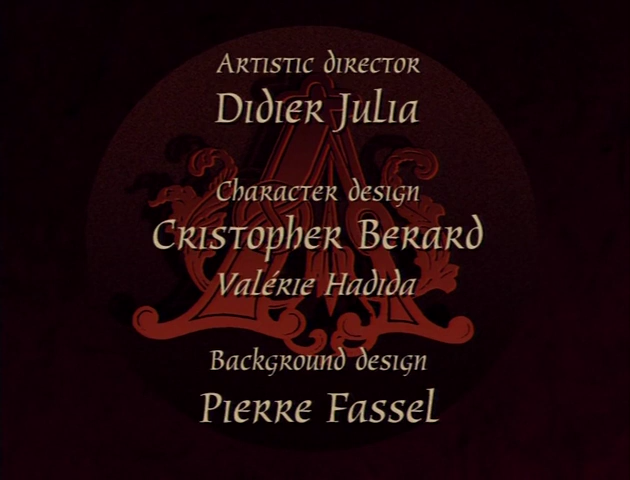 Artistic director
Didier Julia
Character design
Cristopher Berard
Valérie Hadida
Background design
Pierre Fassel